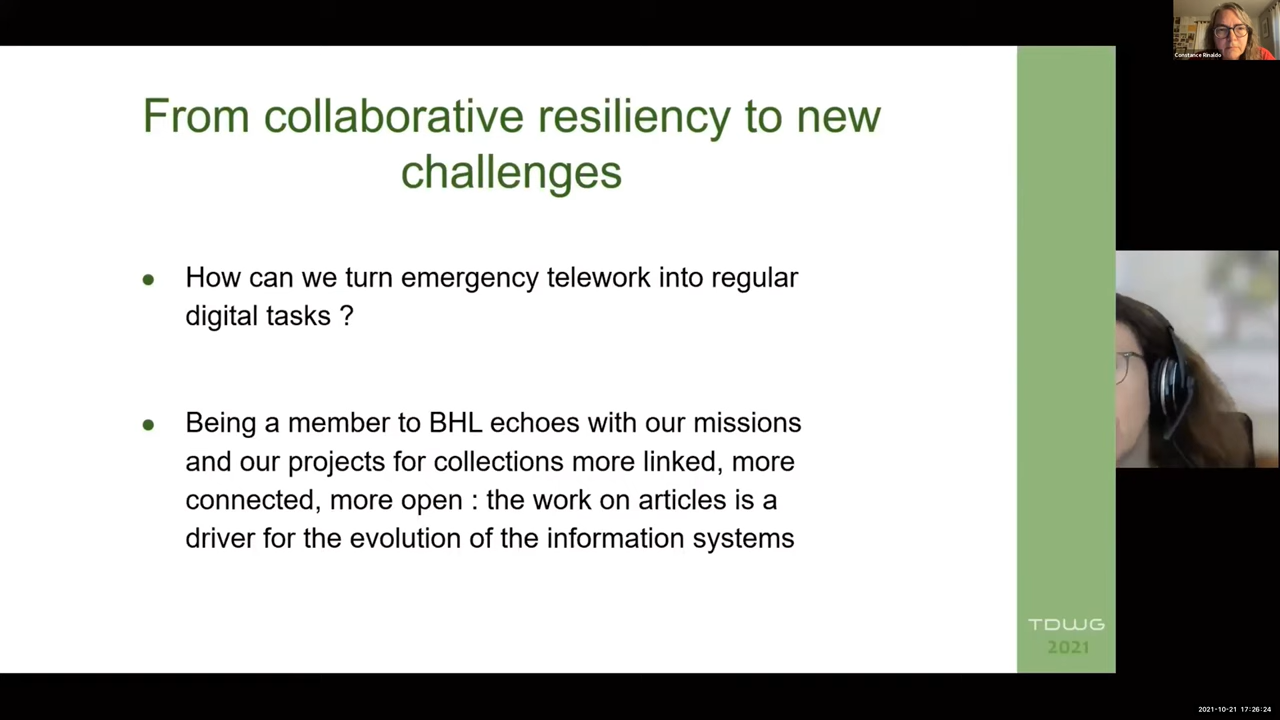 Constance Rinaldo
From collaborative resiliency to new
challenges
● How can we turn emergency telework into regular
digital tasks ?
● Being a member to BHL echoes with our missions
and our projects for collections more linked, more
connected, more open : the work on articles is a
driver for the evolution of the information systems
TDWG
2021
2021-10-21 17:26:24